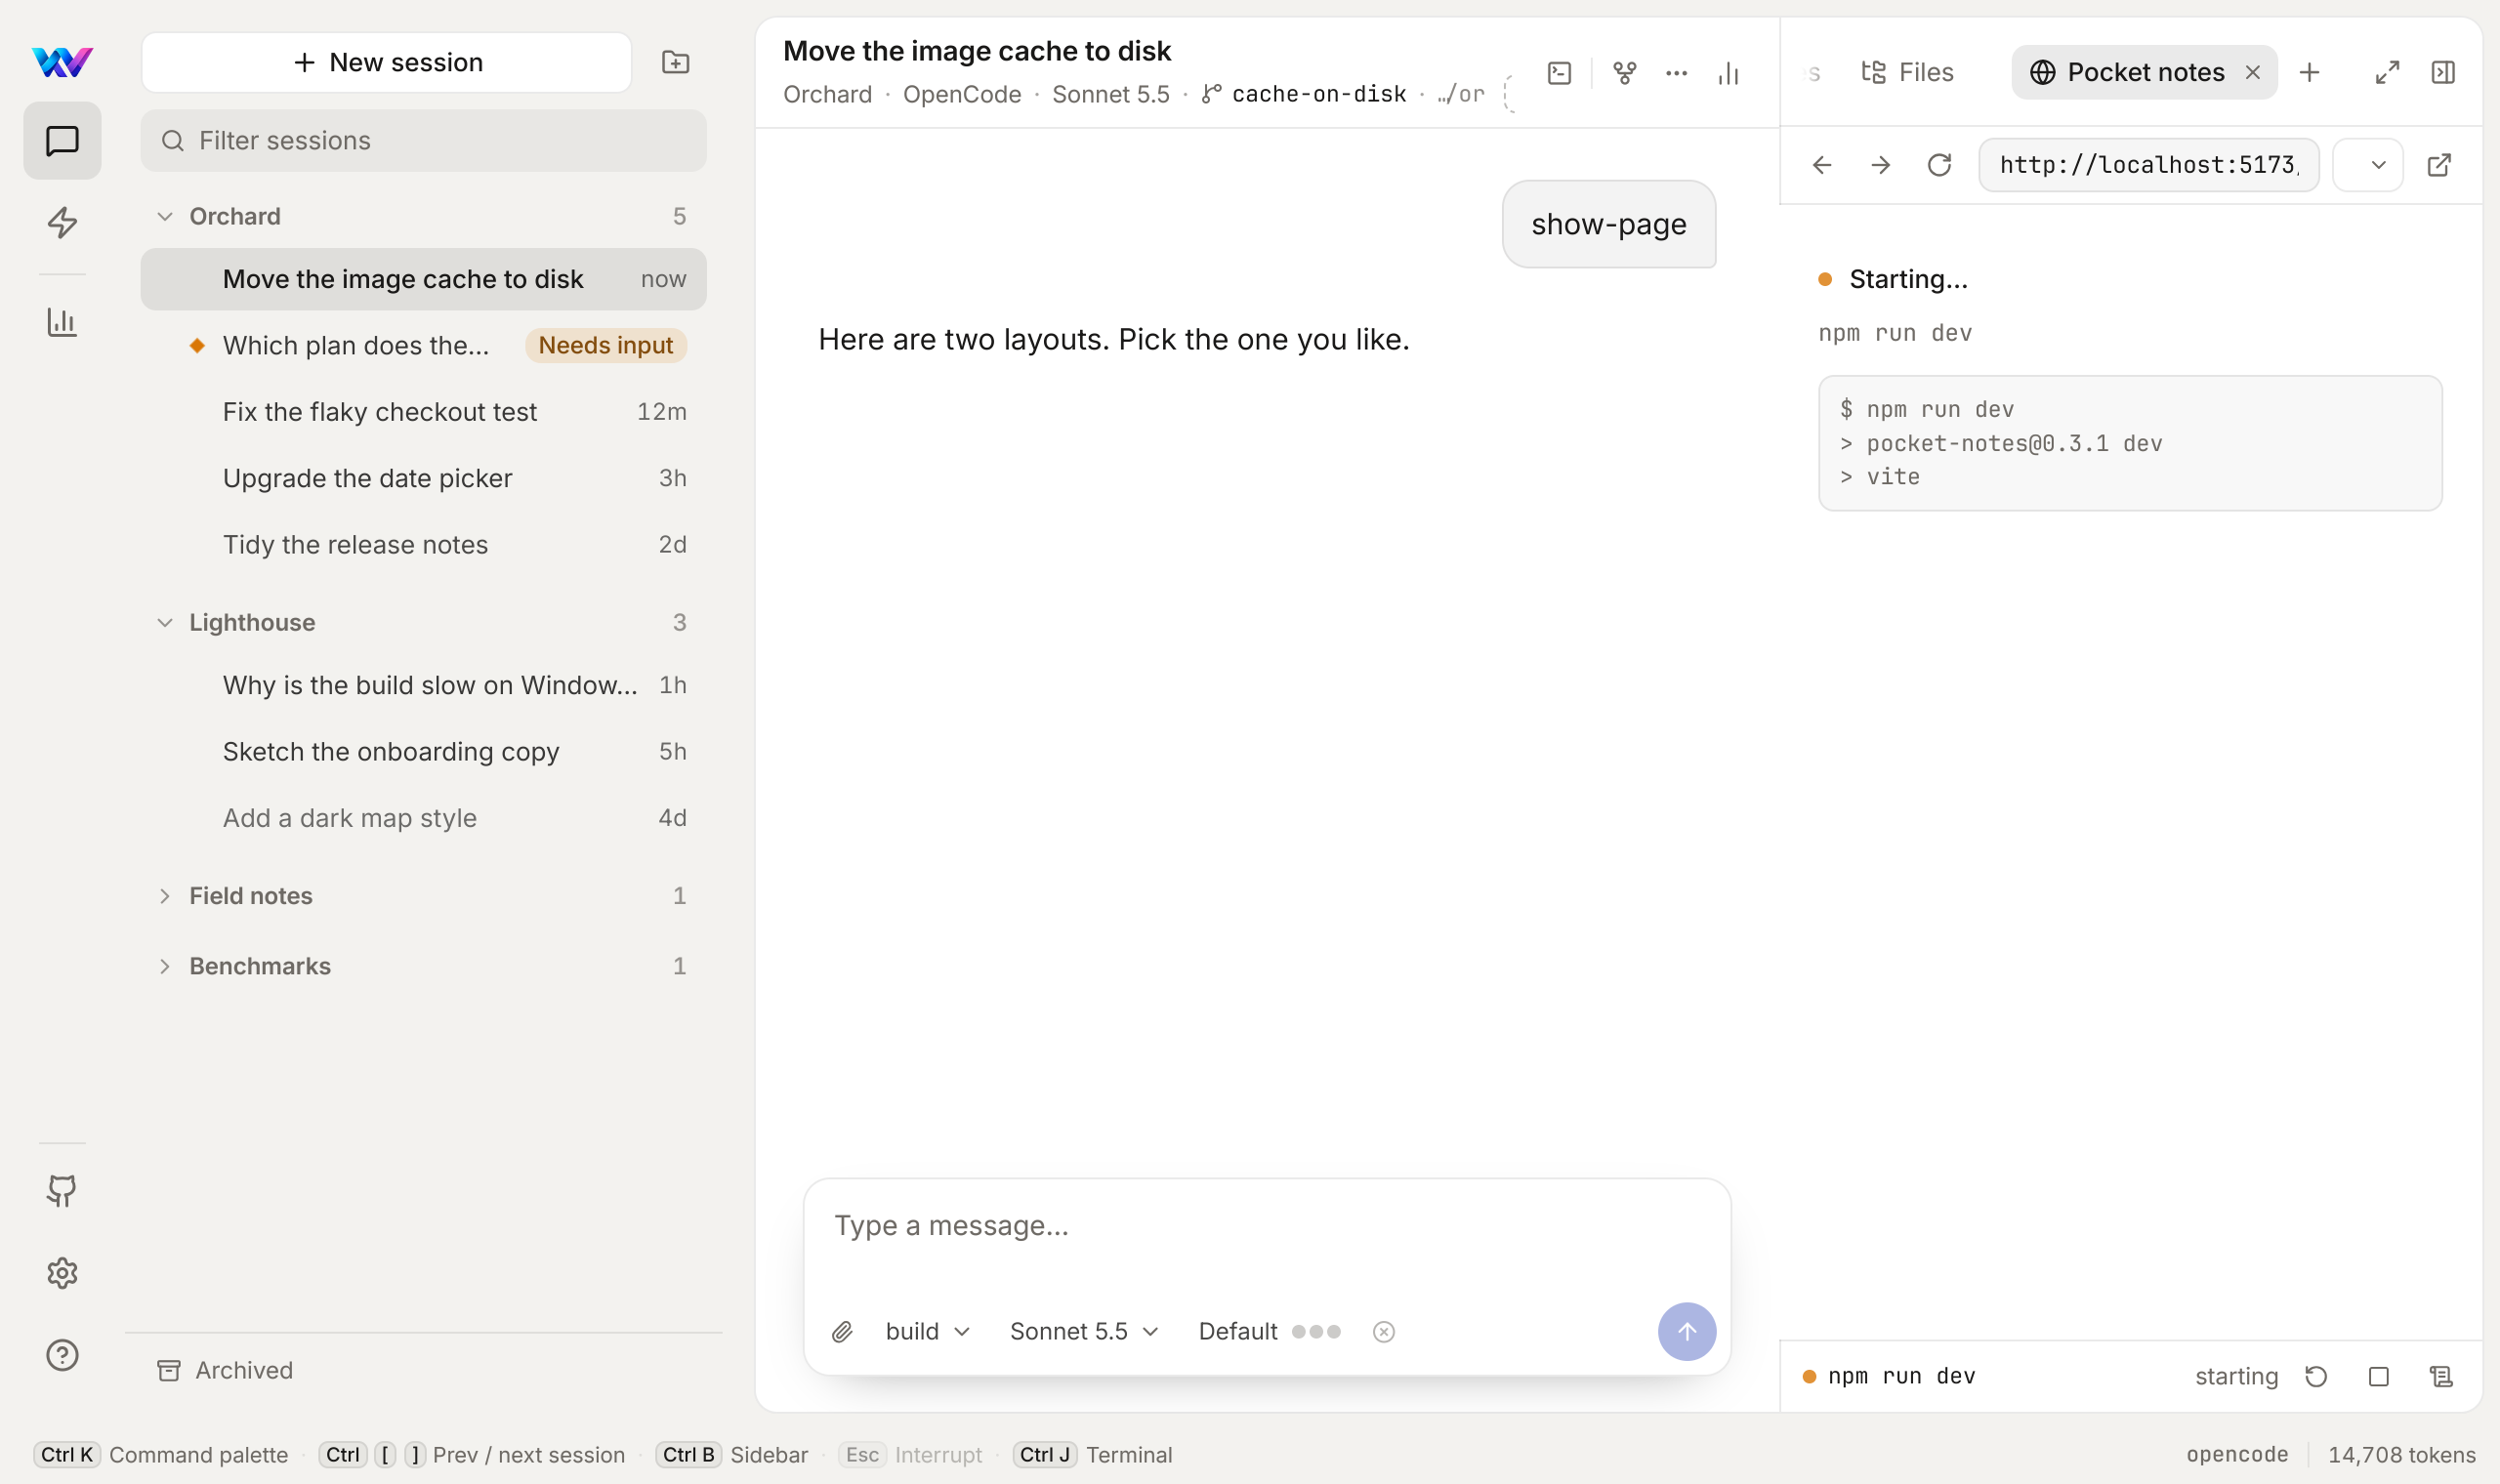 New session
Filter sessions
Orchard 5
Move the image cache to disk now
Which plan does the... Needs input
Fix the flaky checkout test 12m
Upgrade the date picker 3h
Tidy the release notes 2d
Lighthouse 3
Why is the build slow on Window... 1h
Sketch the onboarding copy 5h
Add a dark map style 4d
Field notes 1
Benchmarks 1
Archived
Move the image cache to disk
Orchard · OpenCode · Sonnet 5.5 · cache-on-disk · …/or
show-page
Here are two layouts. Pick the one you like.
Type a message...
build Sonnet 5.5 Default
s Files Pocket notes
http://localhost:5173/
Starting...
npm run dev
$ npm run dev
> pocket-notes@0.3.1 dev
> vite
npm run dev starting
Ctrl K Command palette · Ctrl [ ] Prev / next session · Ctrl B Sidebar · Esc Interrupt · Ctrl J Terminal
opencode 14,708 tokens